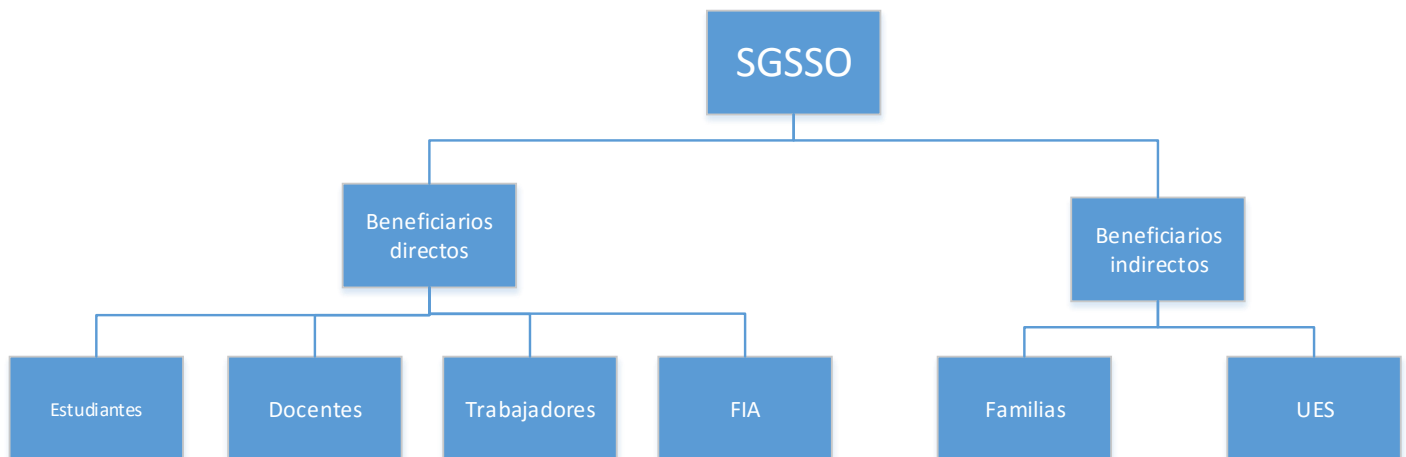 SGSSO
Beneficiarios
directos
Beneficiarios
indirectos
Estudiantes
Docentes
Trabajadores
FIA
Familias
UES